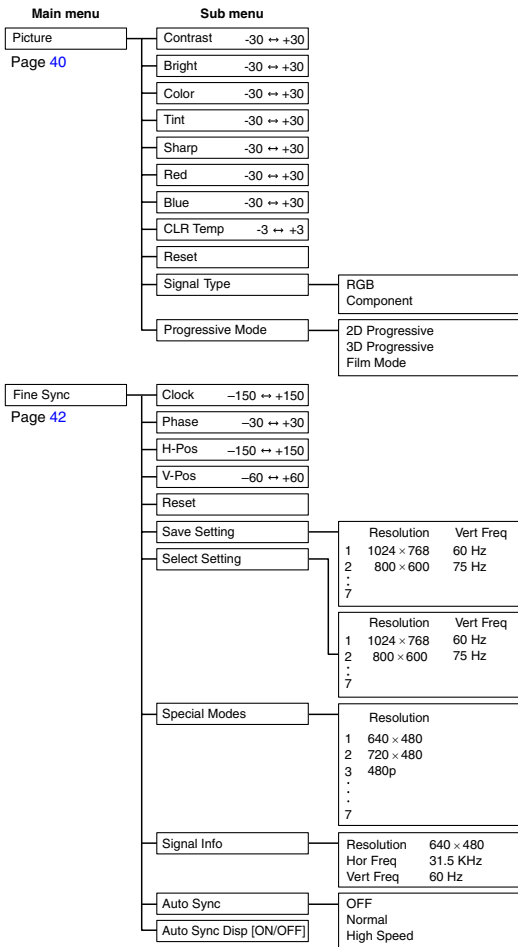 Main menu Sub menu
Picture
Page 40
Contrast -30 ↔ +30
Bright -30 ↔ +30
Color -30 ↔ +30
Tint -30 ↔ +30
Sharp -30 ↔ +30
Red -30 ↔ +30
Blue -30 ↔ +30
CLR Temp -3 ↔ +3
Reset
Signal Type
RGB
Component
Progressive Mode
2D Progressive
3D Progressive
Film Mode
Fine Sync
Page 42
Clock –150 ↔ +150
Phase –30 ↔ +30
H-Pos –150 ↔ +150
V-Pos –60 ↔ +60
Reset
Save Setting
Resolution Vert Freq
1 1024 × 768 60 Hz
2 800 × 600 75 Hz
.
.
7
Select Setting
Resolution Vert Freq
1 1024 × 768 60 Hz
2 800 × 600 75 Hz
.
.
7
Special Modes
Resolution
1 640 × 480
2 720 × 480
3 480p
.
.
.
7
Signal Info
Resolution 640 × 480
Hor Freq 31.5 KHz
Vert Freq 60 Hz
Auto Sync
OFF
Normal
High Speed
Auto Sync Disp [ON/OFF]